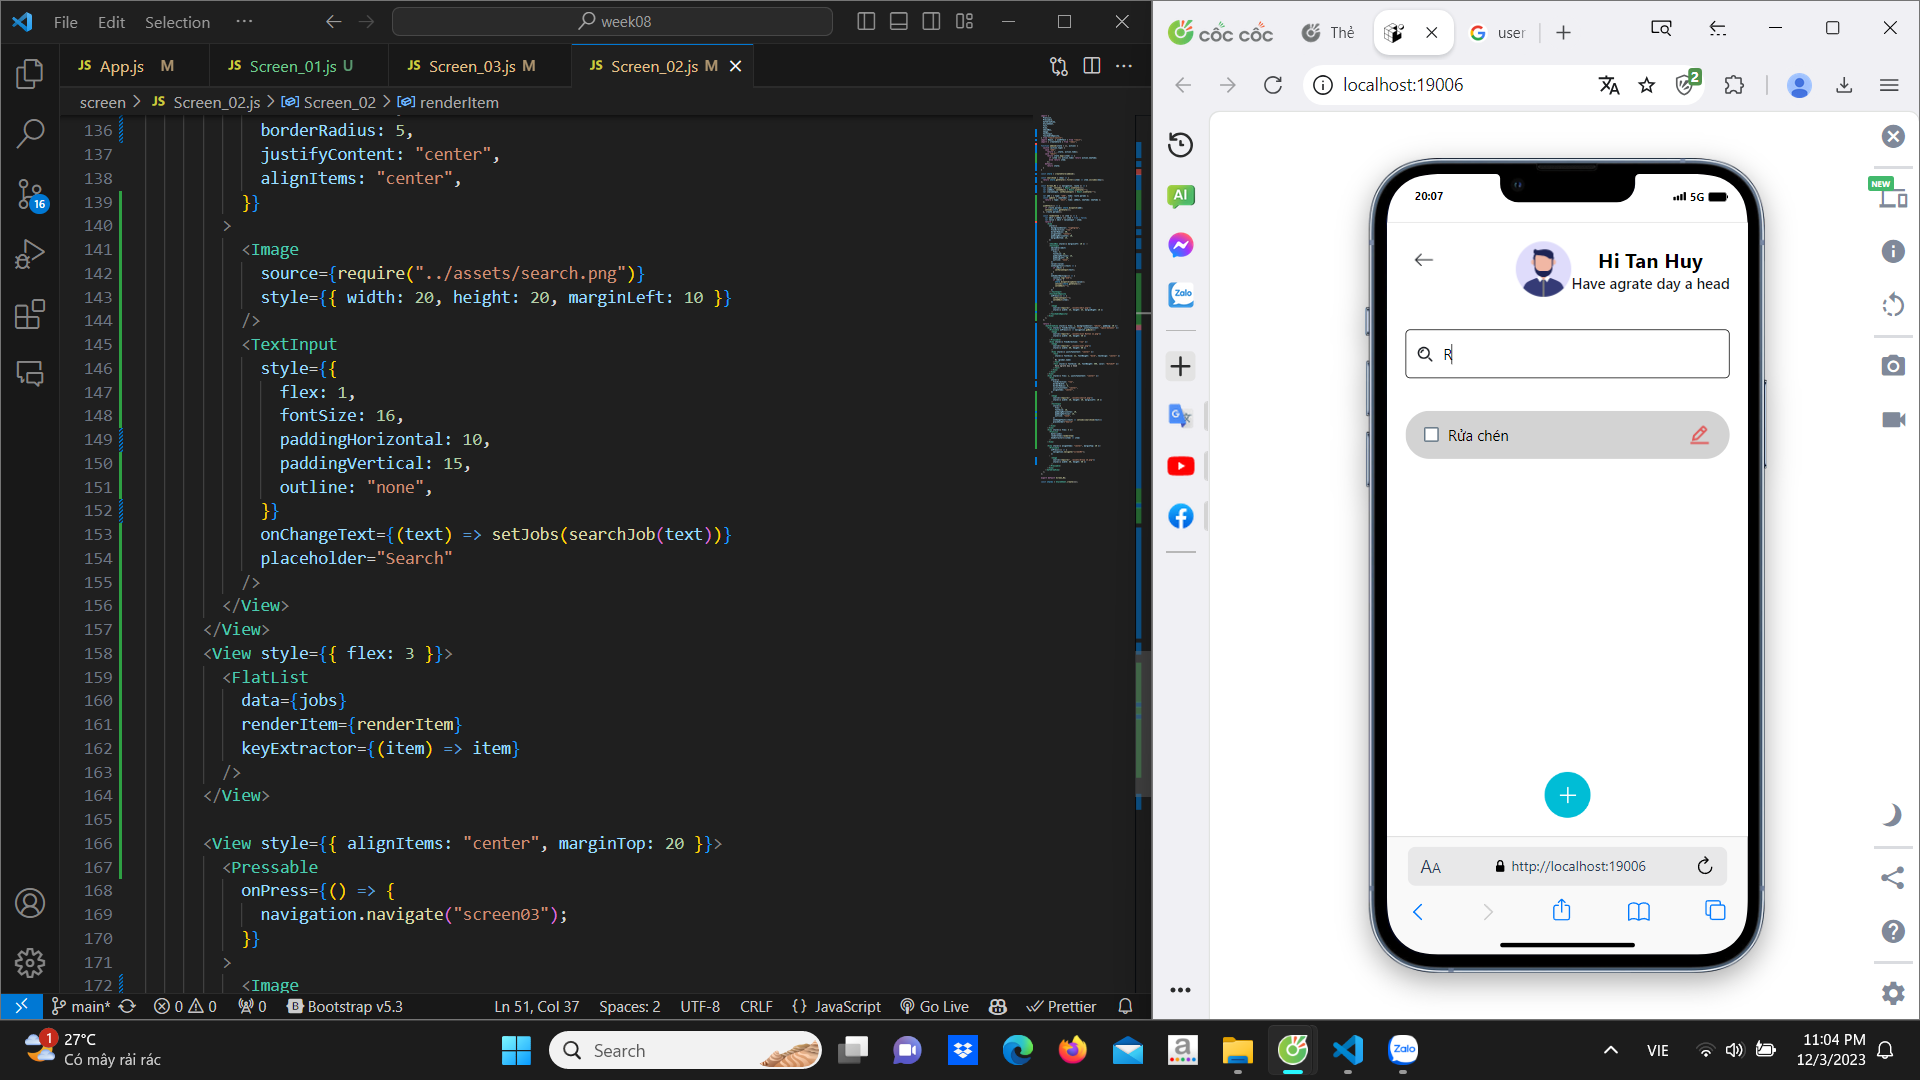 File Edit Selection ··· week08
JS App.js M JS Screen_01.js U JS Screen_03.js M JS Screen_02.js M
screen > JS Screen_02.js > Screen_02 > renderItem
136 borderRadius: 5,
137 justifyContent: "center",
138 alignItems: "center",
139 }}
140 >
141 <Image
142 source={require("../assets/search.png")}
143 style={{ width: 20, height: 20, marginLeft: 10 }}
144 />
145 <TextInput
146 style={{
147 flex: 1,
148 fontSize: 16,
149 paddingHorizontal: 10,
150 paddingVertical: 15,
151 outline: "none",
152 }}
153 onChangeText={(text) => setJobs(searchJob(text))}
154 placeholder="Search"
155 />
156 </View>
157 </View>
158 <View style={{ flex: 3 }}>
159 <FlatList
160 data={jobs}
161 renderItem={renderItem}
162 keyExtractor={(item) => item}
163 />
164 </View>
165
166 <View style={{ alignItems: "center", marginTop: 20 }}>
167 <Pressable
168 onPress={() => {
169 navigation.navigate("screen03");
170 }}
171 >
172 <Image
16
main* 0 0 0 Bootstrap v5.3 Ln 51, Col 37 Spaces: 2 UTF-8 CRLF {} JavaScript Go Live Prettier
cốc cốc Thẻ user
localhost:19006 2
AI
Zalo
NEW
20:07 5G
Hi Tan Huy
Have agrate day a head
R
Rửa chén
AA http://localhost:19006
1 27°C
Có mây rải rác
Search
a
Zalo
VIE
11:04 PM
12/3/2023